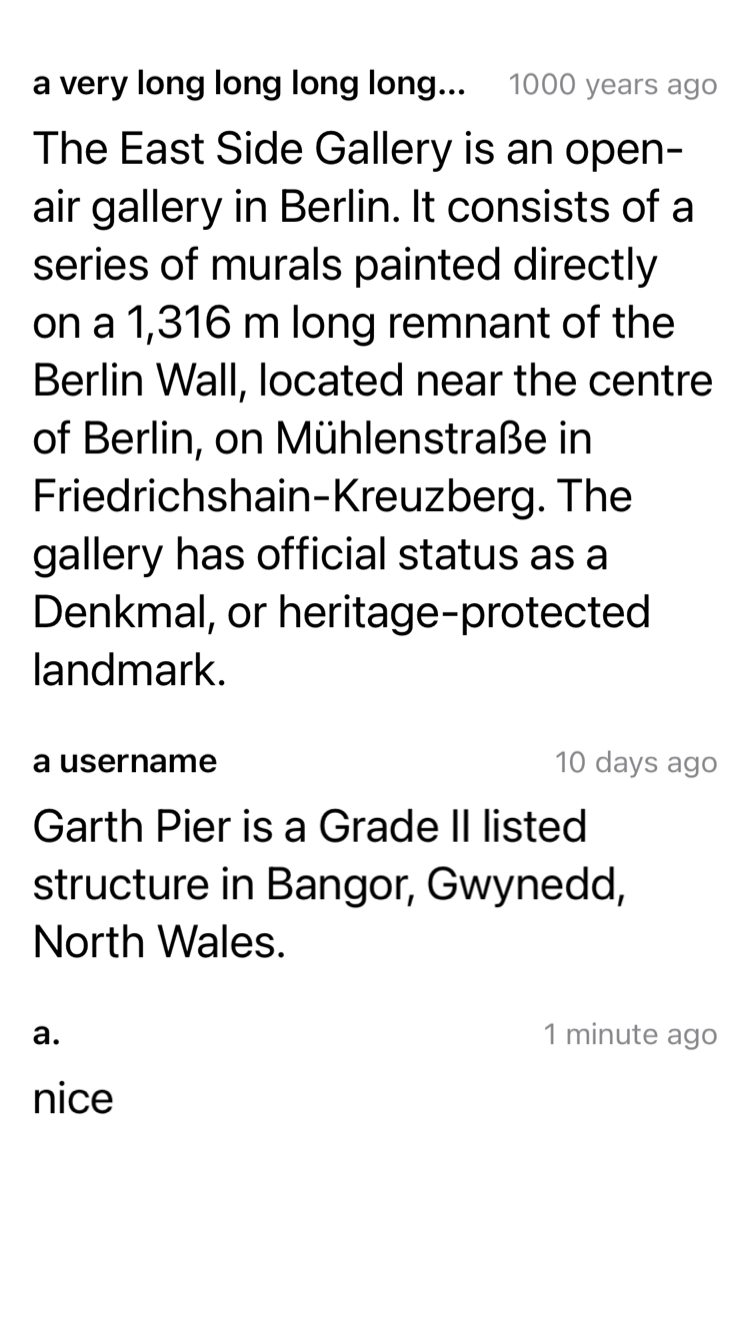 a very long long long long... 1000 years ago
The East Side Gallery is an open-
air gallery in Berlin. It consists of a
series of murals painted directly
on a 1,316 m long remnant of the
Berlin Wall, located near the centre
of Berlin, on Mühlenstraße in
Friedrichshain-Kreuzberg. The
gallery has official status as a
Denkmal, or heritage-protected
landmark.
a username 10 days ago
Garth Pier is a Grade II listed
structure in Bangor, Gwynedd,
North Wales.
a. 1 minute ago
nice